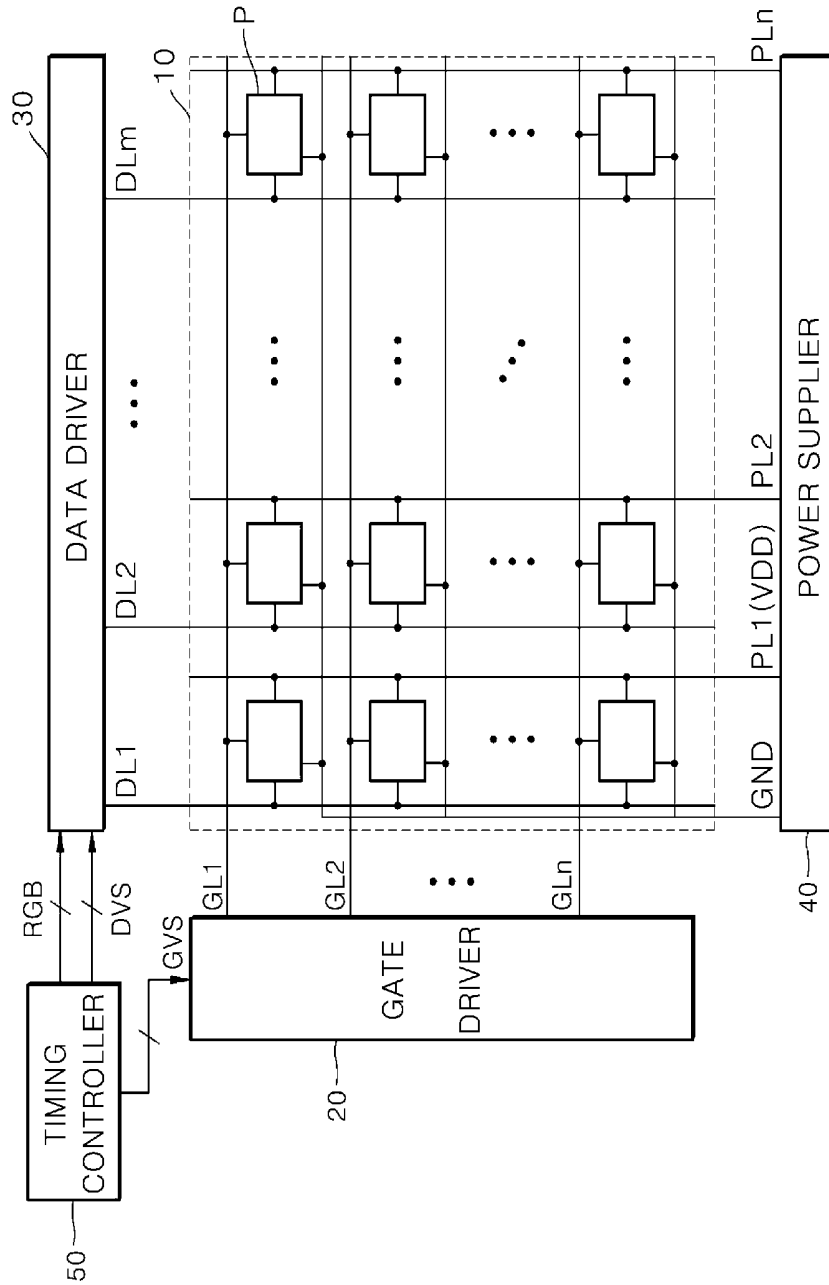 30
DATA DRIVER
DL1
DL2
DLm
10
P
RGB
DVS
GVS
TIMING
CONTROLLER
50
GL1
GL2
GLn
GATE
DRIVER
20
GND
PL1(VDD)
PL2
PLn
POWER SUPPLIER
40